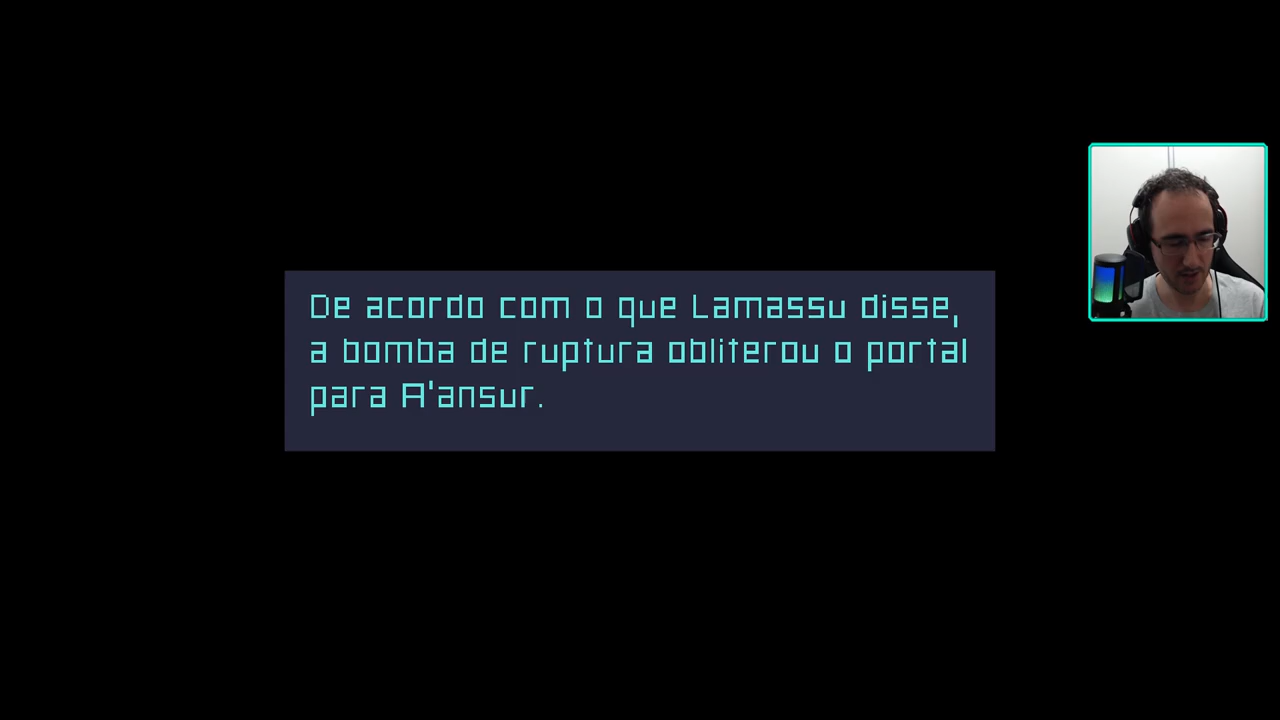 De acordo com o que Lamassu disse,
a bomba de ruptura obliterou o portal
para A'ansur.